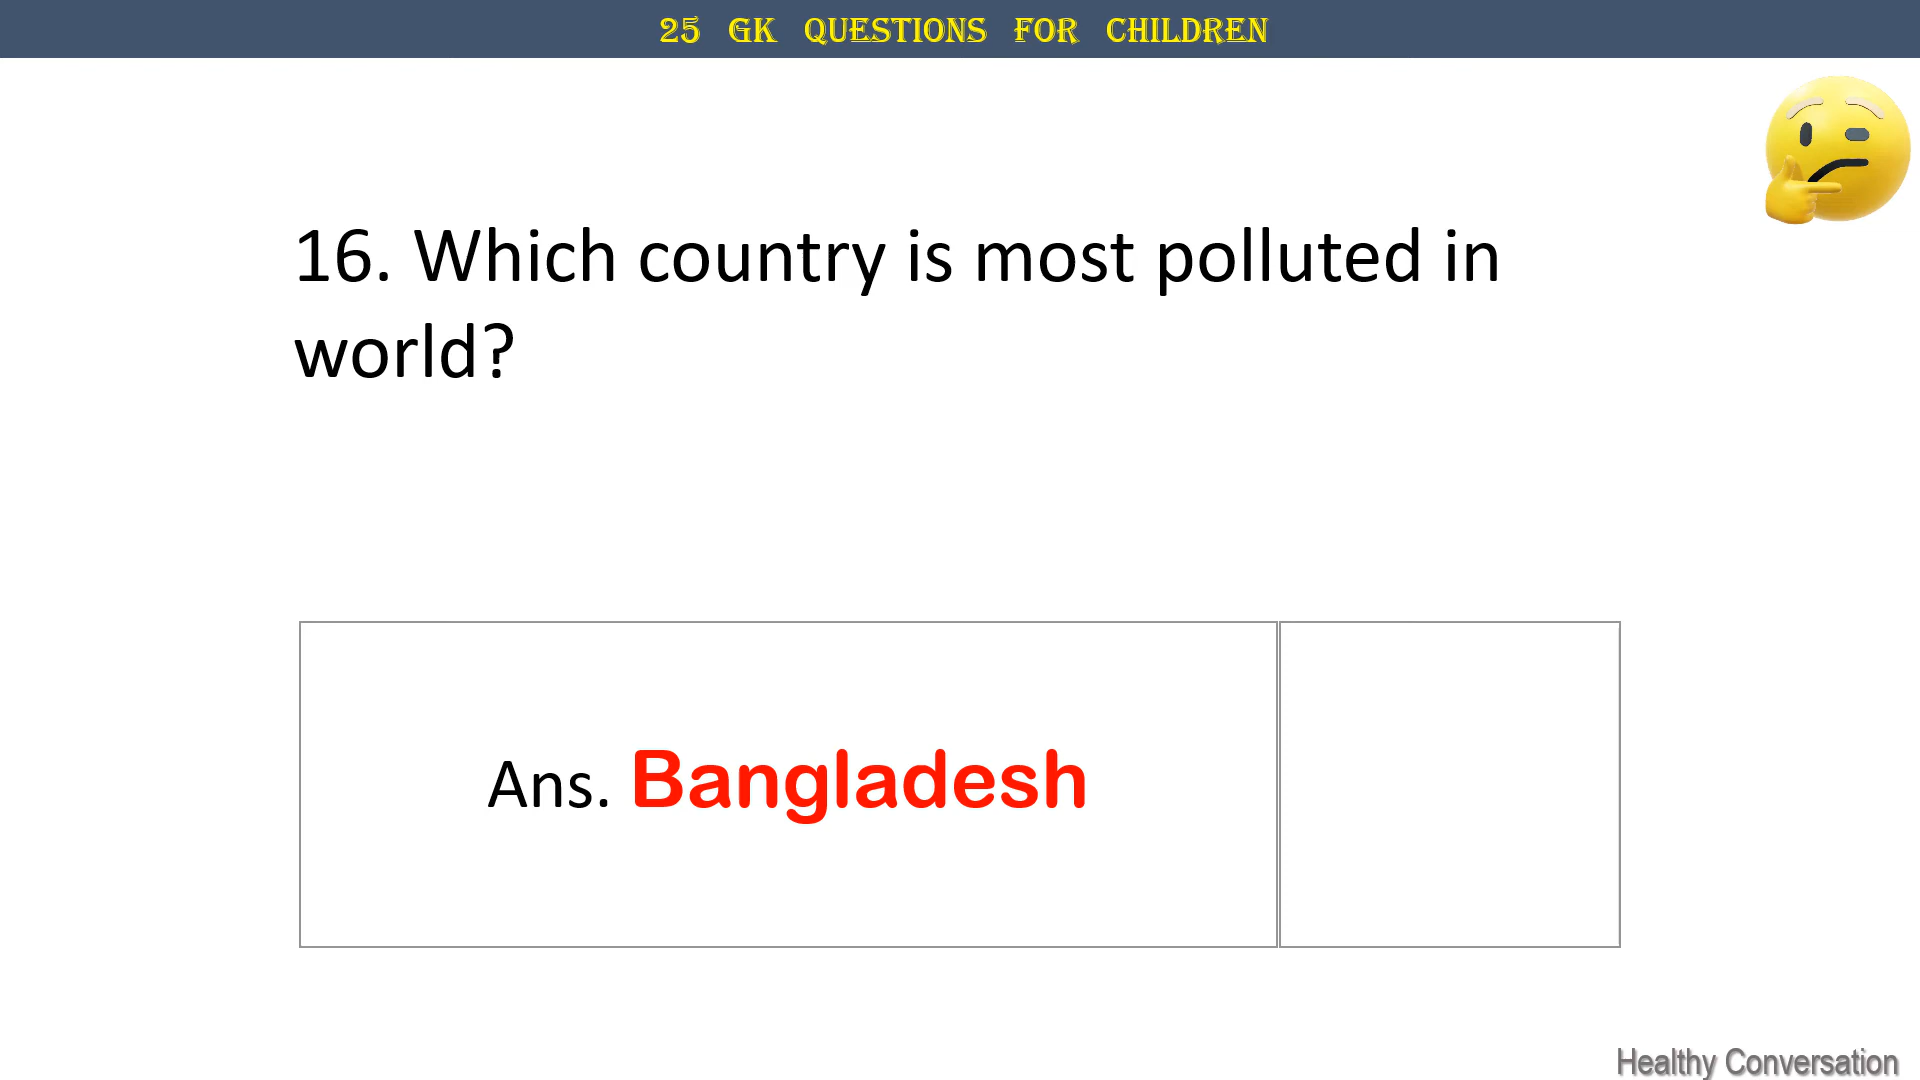 25 GK QUESTIONS FOR CHILDREN
16. Which country is most polluted in
world?
Ans. Bangladesh
Healthy Conversation